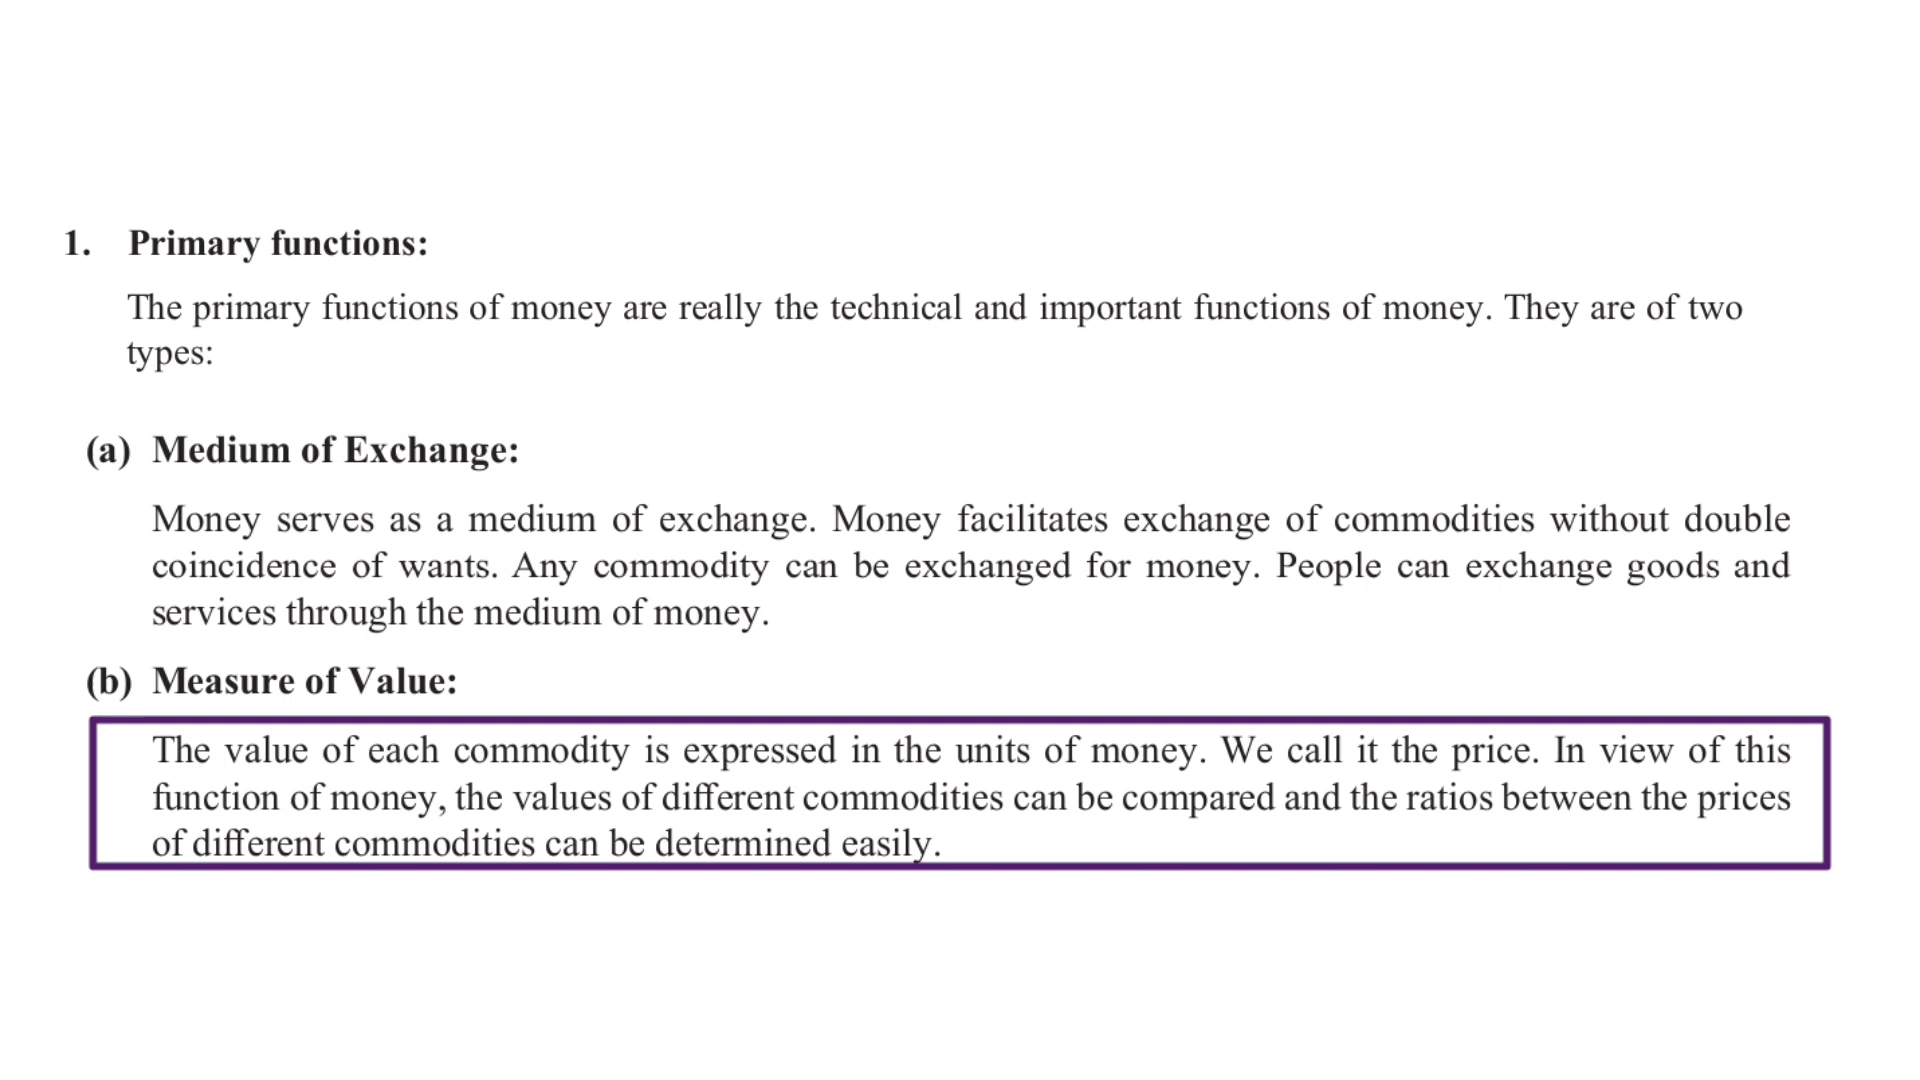 1. Primary functions:
The primary functions of money are really the technical and important functions of money. They are of two
types:
(a) Medium of Exchange:
Money serves as a medium of exchange. Money facilitates exchange of commodities without double
coincidence of wants. Any commodity can be exchanged for money. People can exchange goods and
services through the medium of money.
(b) Measure of Value:
The value of each commodity is expressed in the units of money. We call it the price. In view of this
function of money, the values of different commodities can be compared and the ratios between the prices
of different commodities can be determined easily.